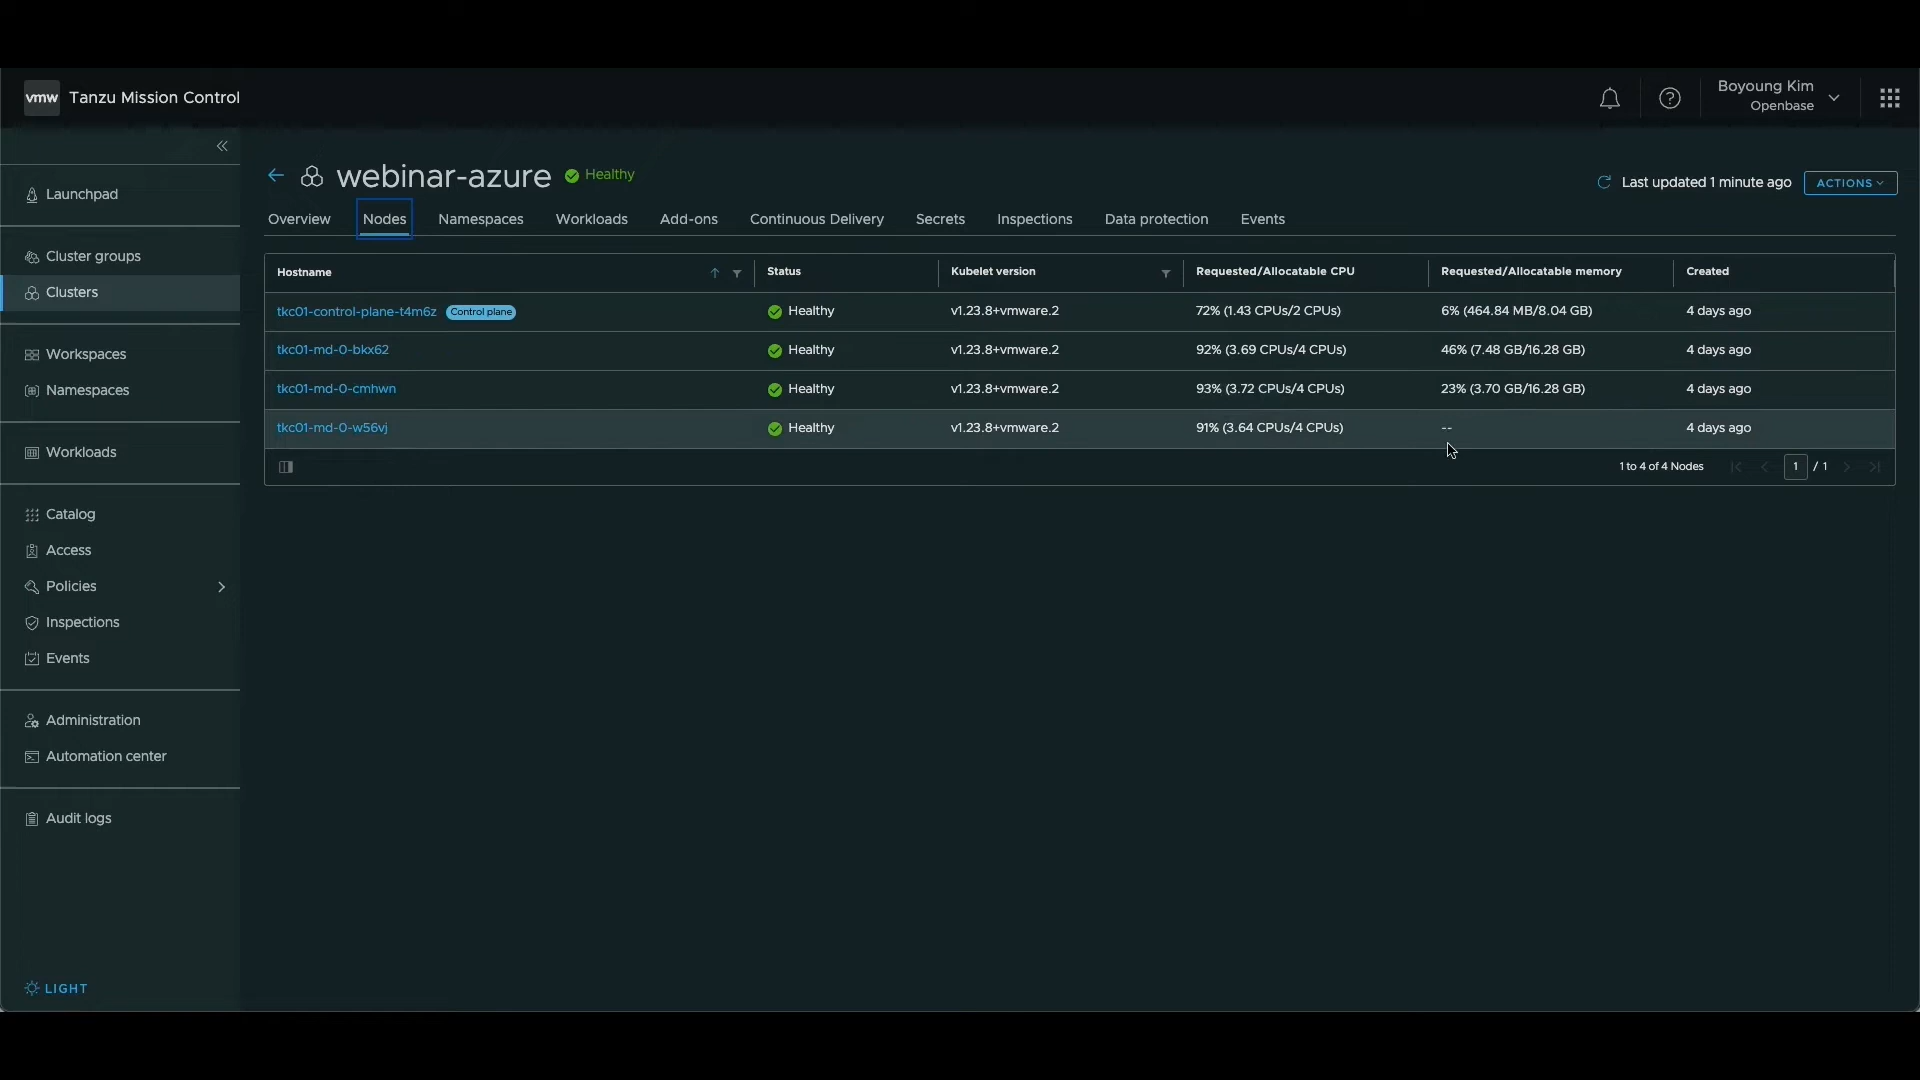 vmw Tanzu Mission Control
Boyoung Kim
Openbase
Launchpad
Cluster groups
Clusters
Workspaces
Namespaces
Workloads
Catalog
Access
Policies
Inspections
Events
Administration
Automation center
Audit logs
LIGHT
webinar-azure Healthy
Last updated 1 minute ago ACTIONS
Overview Nodes Namespaces Workloads Add-ons Continuous Delivery Secrets Inspections Data protection Events
Hostname Status Kubelet version Requested/Allocatable CPU Requested/Allocatable memory Created
tkc01-control-plane-t4m6z Control plane Healthy v1.23.8+vmware.2 72% (1.43 CPUs/2 CPUs) 6% (464.84 MB/8.04 GB) 4 days ago
tkc01-md-0-bkx62 Healthy v1.23.8+vmware.2 92% (3.69 CPUs/4 CPUs) 46% (7.48 GB/16.28 GB) 4 days ago
tkc01-md-0-cmhwn Healthy v1.23.8+vmware.2 93% (3.72 CPUs/4 CPUs) 23% (3.70 GB/16.28 GB) 4 days ago
tkc01-md-0-w56vj Healthy v1.23.8+vmware.2 91% (3.64 CPUs/4 CPUs) -- 4 days ago
1 to 4 of 4 Nodes 1 / 1